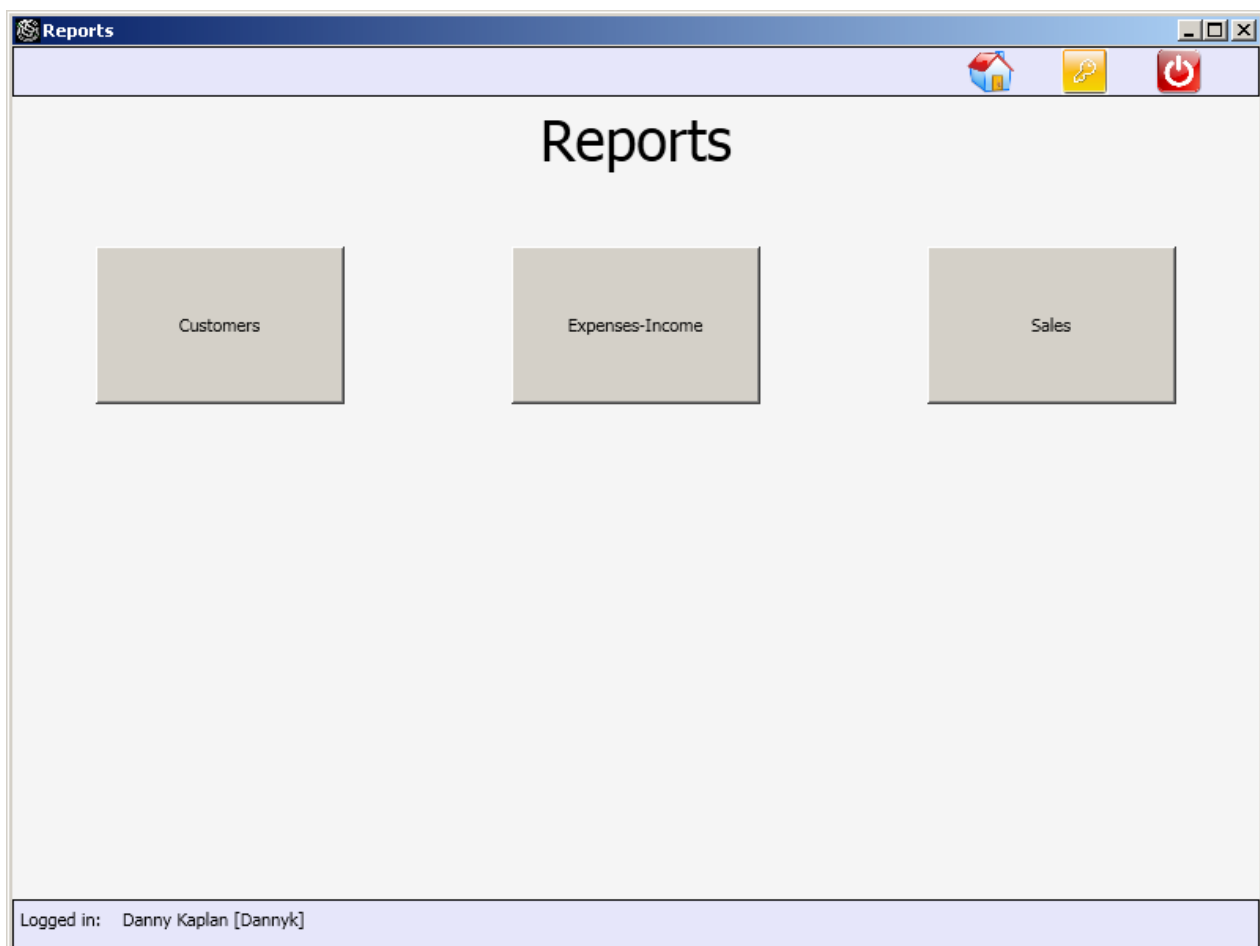 Reports
Reports
Customers
Expenses-Income
Sales
Logged in: Danny Kaplan [Dannyk]